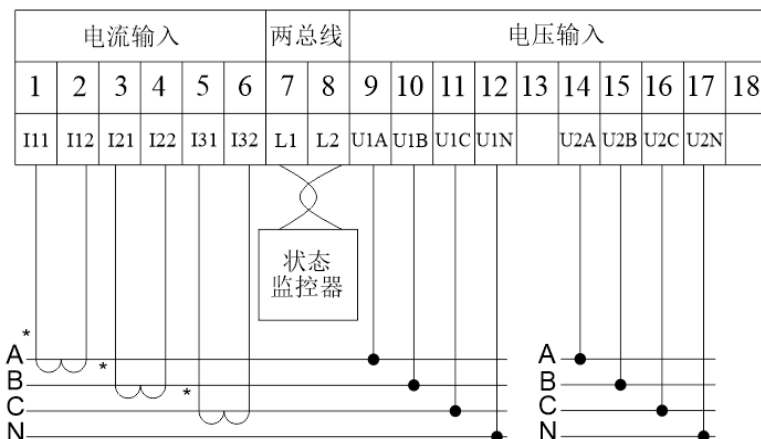 电流输入 两总线 电压输入
1 2 3 4 5 6 7 8 9 10 11 12 13 14 15 16 17 18
I11 I12 I21 I22 I31 I32 L1 L2 U1A U1B U1C U1N U2A U2B U2C U2N
状态
监控器
*
A * A
B * B
C C
N N